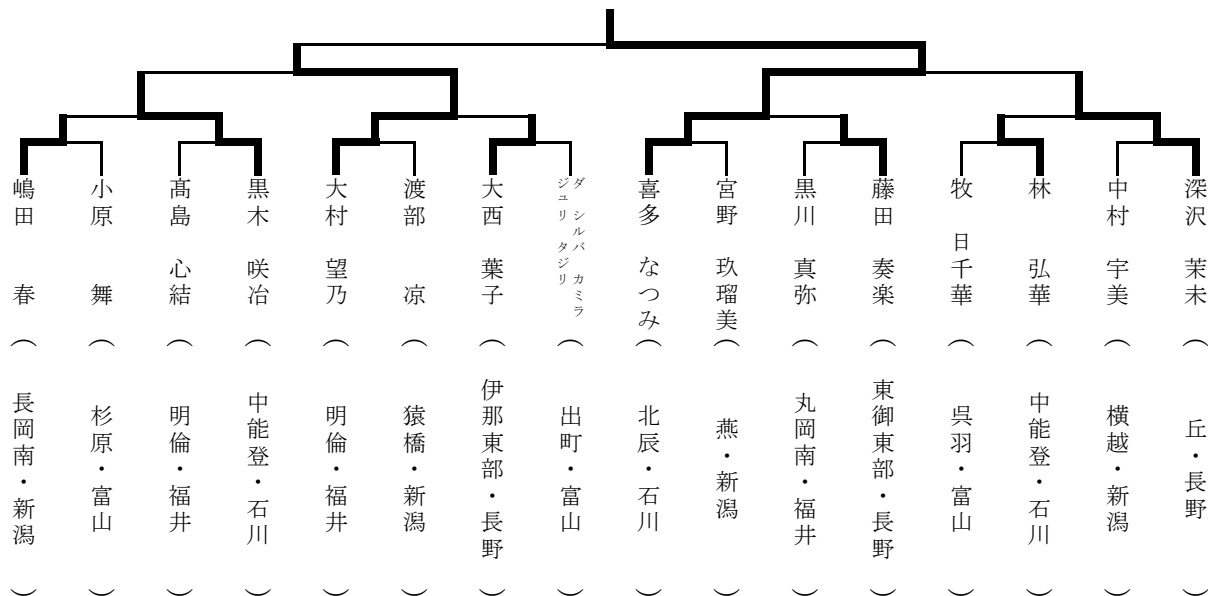 嶋田 春（長岡南・新潟）
小原 舞（杉原・富山）
髙島 心結（明倫・福井）
黒木 咲冶（中能登・石川）
大村 望乃（明倫・福井）
渡部 凉（猿橋・新潟）
大西 葉子（伊那東部・長野）
ダ シルバ カミラ
ジュリ タジリ
（出町・富山）
喜多 なつみ（北辰・石川）
宮野 玖瑠美（燕・新潟）
黒川 真弥（丸岡南・福井）
藤田 奏楽（東御東部・長野）
牧 日千華（呉羽・富山）
林 弘華（中能登・石川）
中村 宇美（横越・新潟）
深沢 茉未（丘・長野）